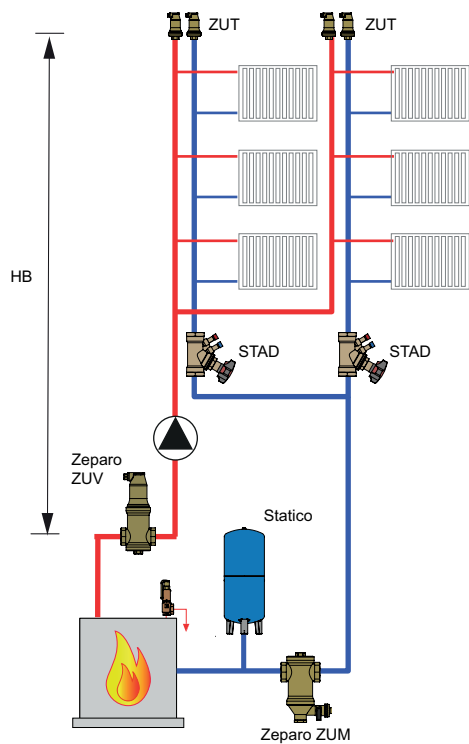 ZUT
ZUT
HB
STAD
STAD
Zeparo
ZUV
Statico
Zeparo ZUM